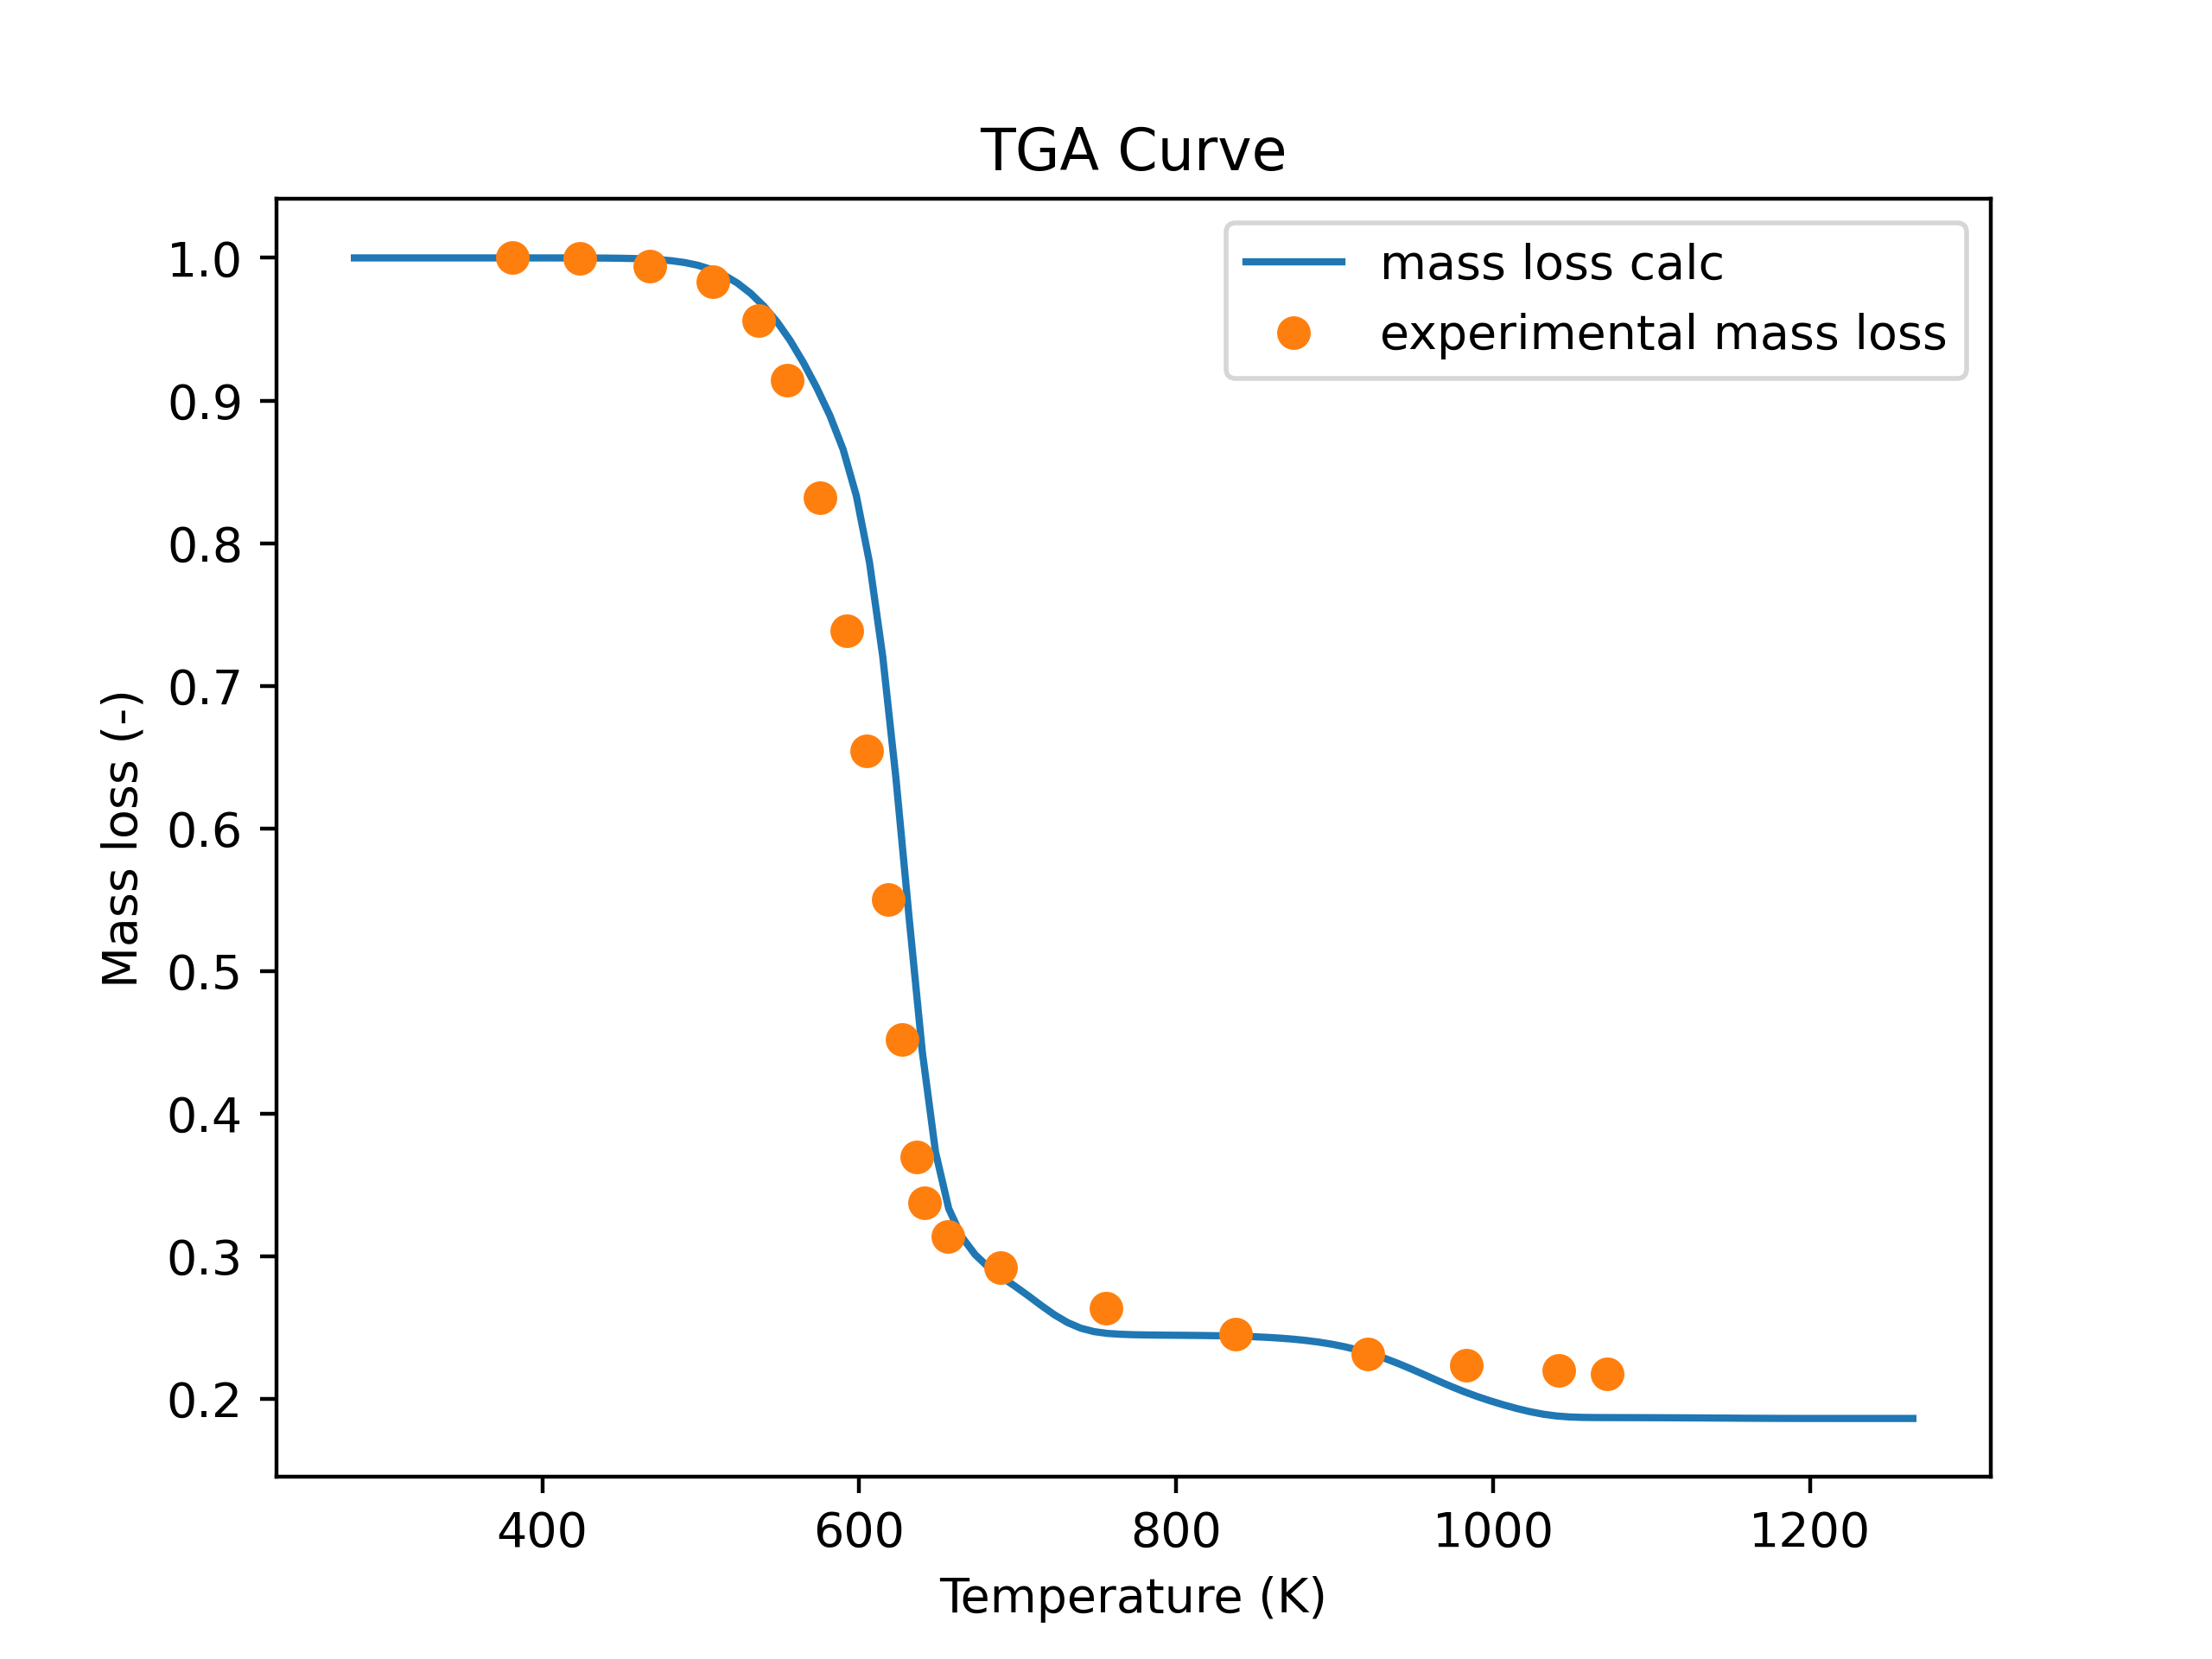 TGA Curve
mass loss calc
experimental mass loss
1.0
0.9
0.8
0.7
0.6
0.5
0.4
0.3
0.2
Mass loss (-)
400 600 800 1000 1200
Temperature (K)